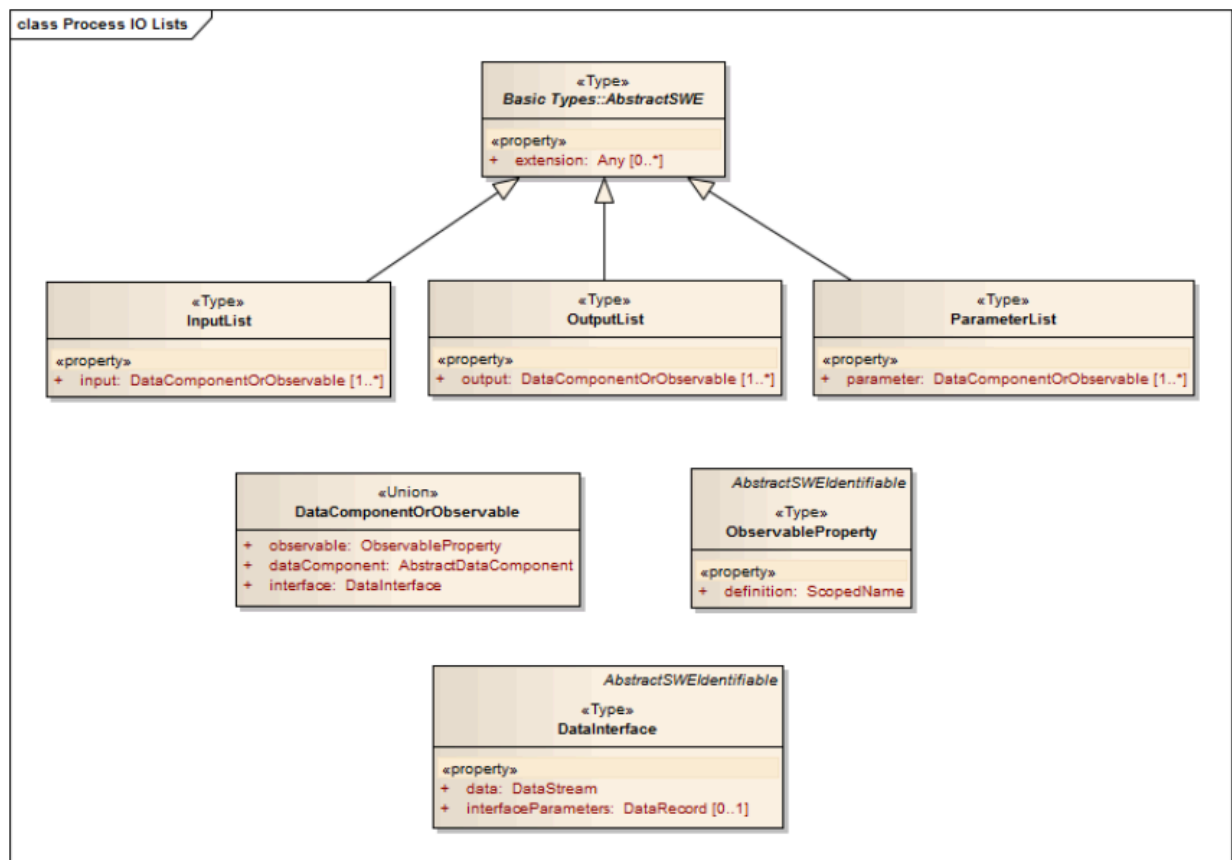 class Process IO Lists
«Type»
Basic Types::AbstractSWE
«property»
+ extension: Any [0..*]
«Type»
InputList
«property»
+ input: DataComponentOrObservable [1..*]
«Type»
OutputList
«property»
+ output: DataComponentOrObservable [1..*]
«Type»
ParameterList
«property»
+ parameter: DataComponentOrObservable [1..*]
«Union»
DataComponentOrObservable
+ observable: ObservableProperty
+ dataComponent: AbstractDataComponent
+ interface: DataInterface
AbstractSWEIdentifiable
«Type»
ObservableProperty
«property»
+ definition: ScopedName
AbstractSWEIdentifiable
«Type»
DataInterface
«property»
+ data: DataStream
+ interfaceParameters: DataRecord [0..1]